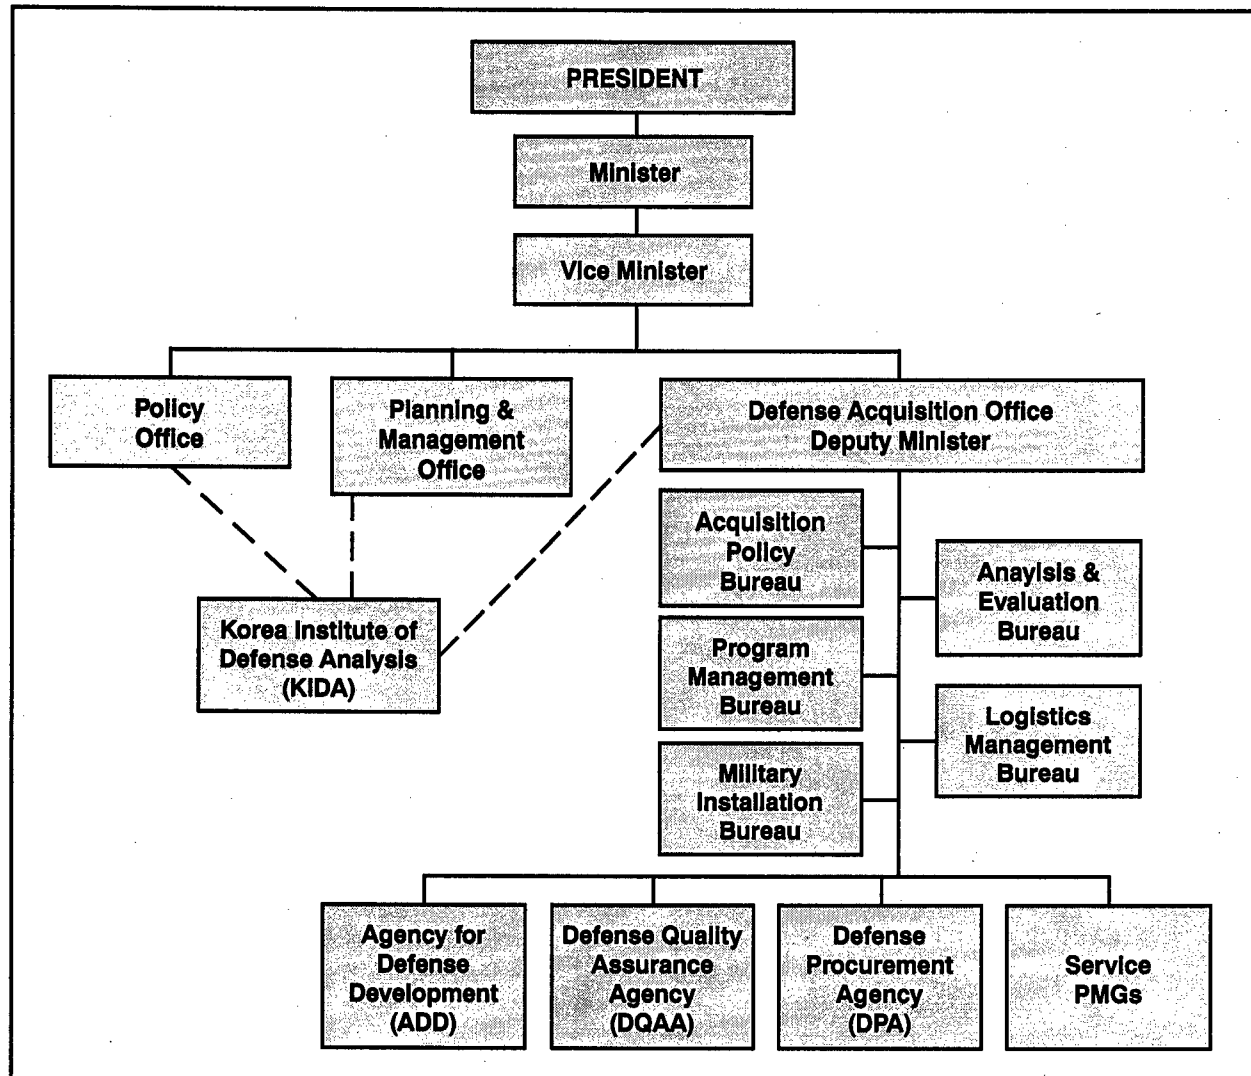 PRESIDENT
Minister
Vice Minister
Policy
Office
Planning &
Management
Office
Defense Acquisition Office
Deputy Minister
Korea Institute of
Defense Analysis
(KIDA)
Acquisition
Policy
Bureau
Anaylsis &
Evaluation
Bureau
Program
Management
Bureau
Logistics
Management
Bureau
Military
Installation
Bureau
Agency for
Defense
Development
(ADD)
Defense Quality
Assurance
Agency
(DQAA)
Defense
Procurement
Agency
(DPA)
Service
PMGs